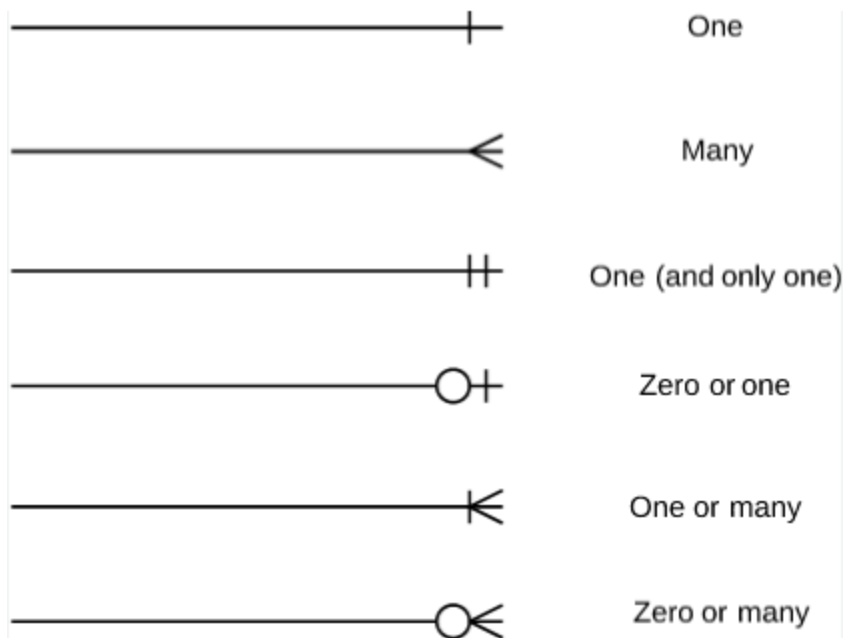 One
Many
One (and only one)
Zero or one
One or many
Zero or many